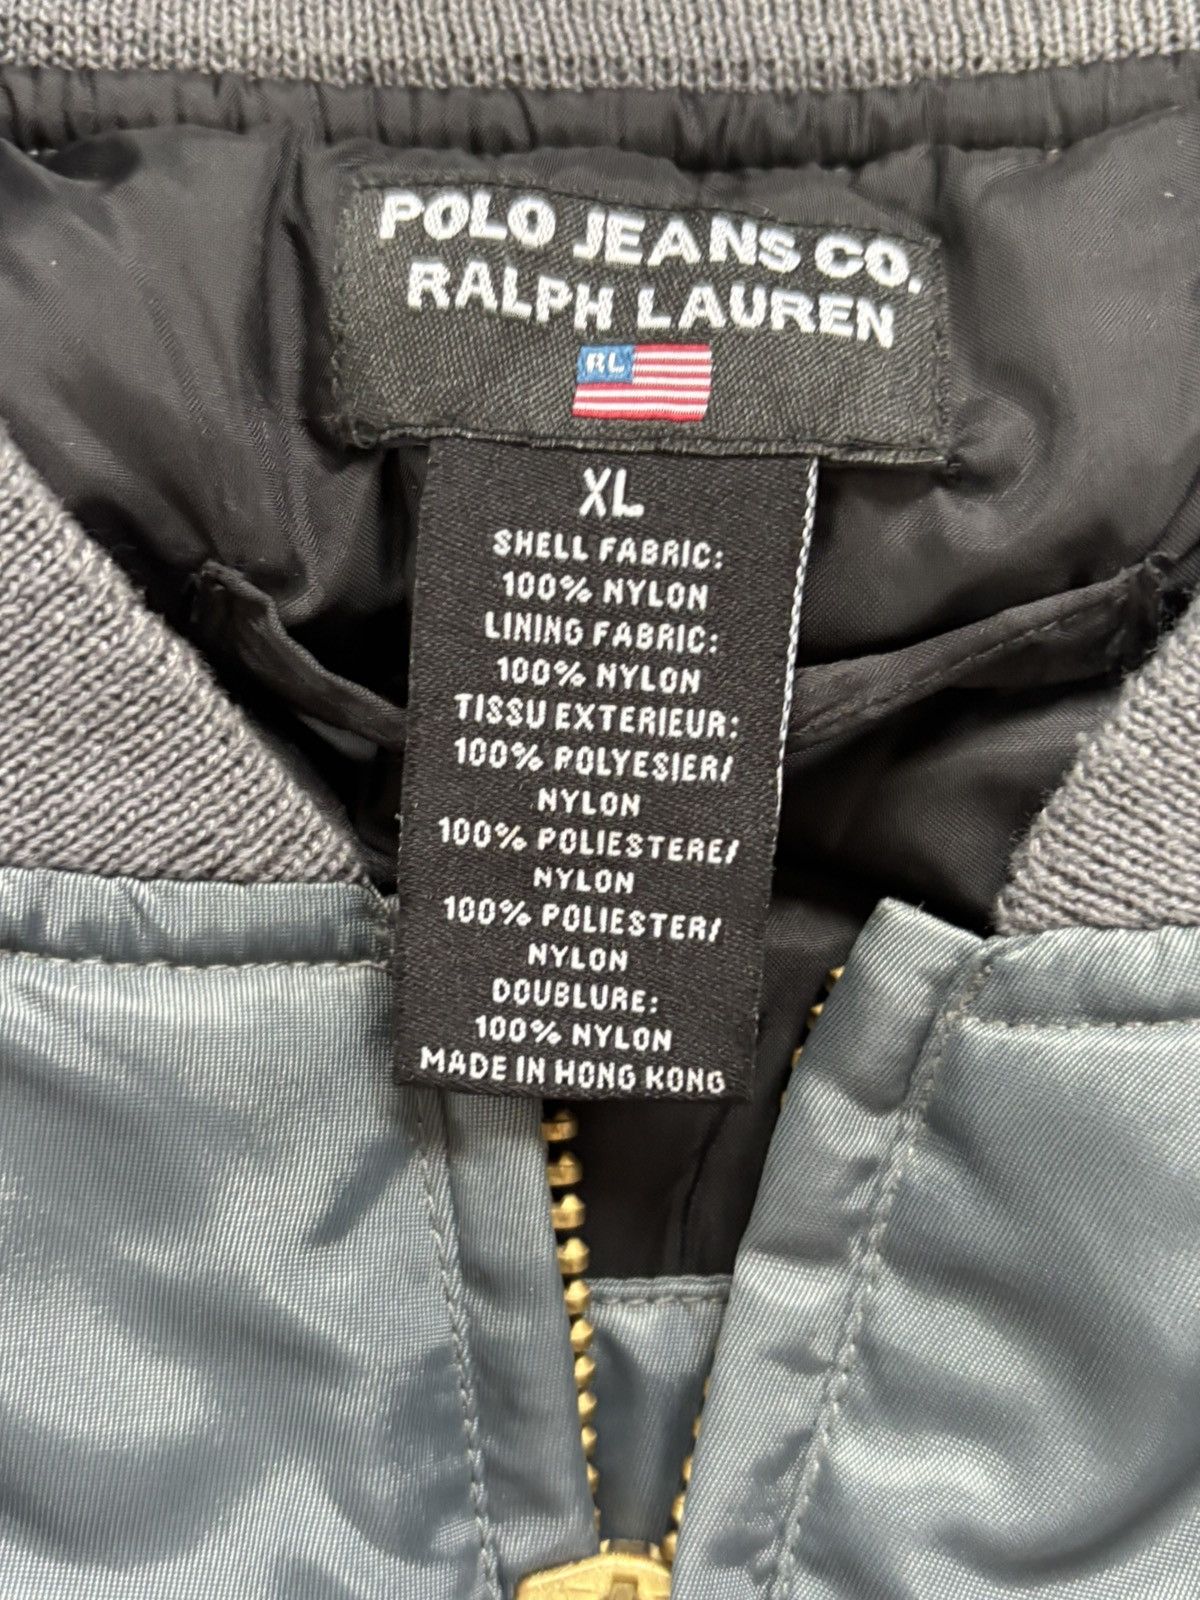 POLO JEANS CO.
RALPH LAUREN
RL
XL
SHELL FABRIC:
100% NYLON
LINING FABRIC:
100% NYLON
TISSU EXTERIEUR:
100% POLYESIER/
NYLON
100% POLIESTERE/
NYLON
100% POLIESTER/
NYLON
DOUBLURE:
100% NYLON
MADE IN HONG KONG